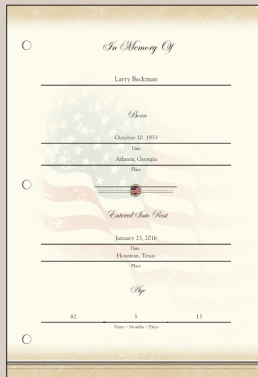 In Memory Of
Larry Beckman
Born
October 10, 1933
Date
Atlanta, Georgia
Place
Entered Into Rest
January 23, 2016
Date
Houston, Texas
Place
Age
82 3 13
Years ~ Months ~ Days